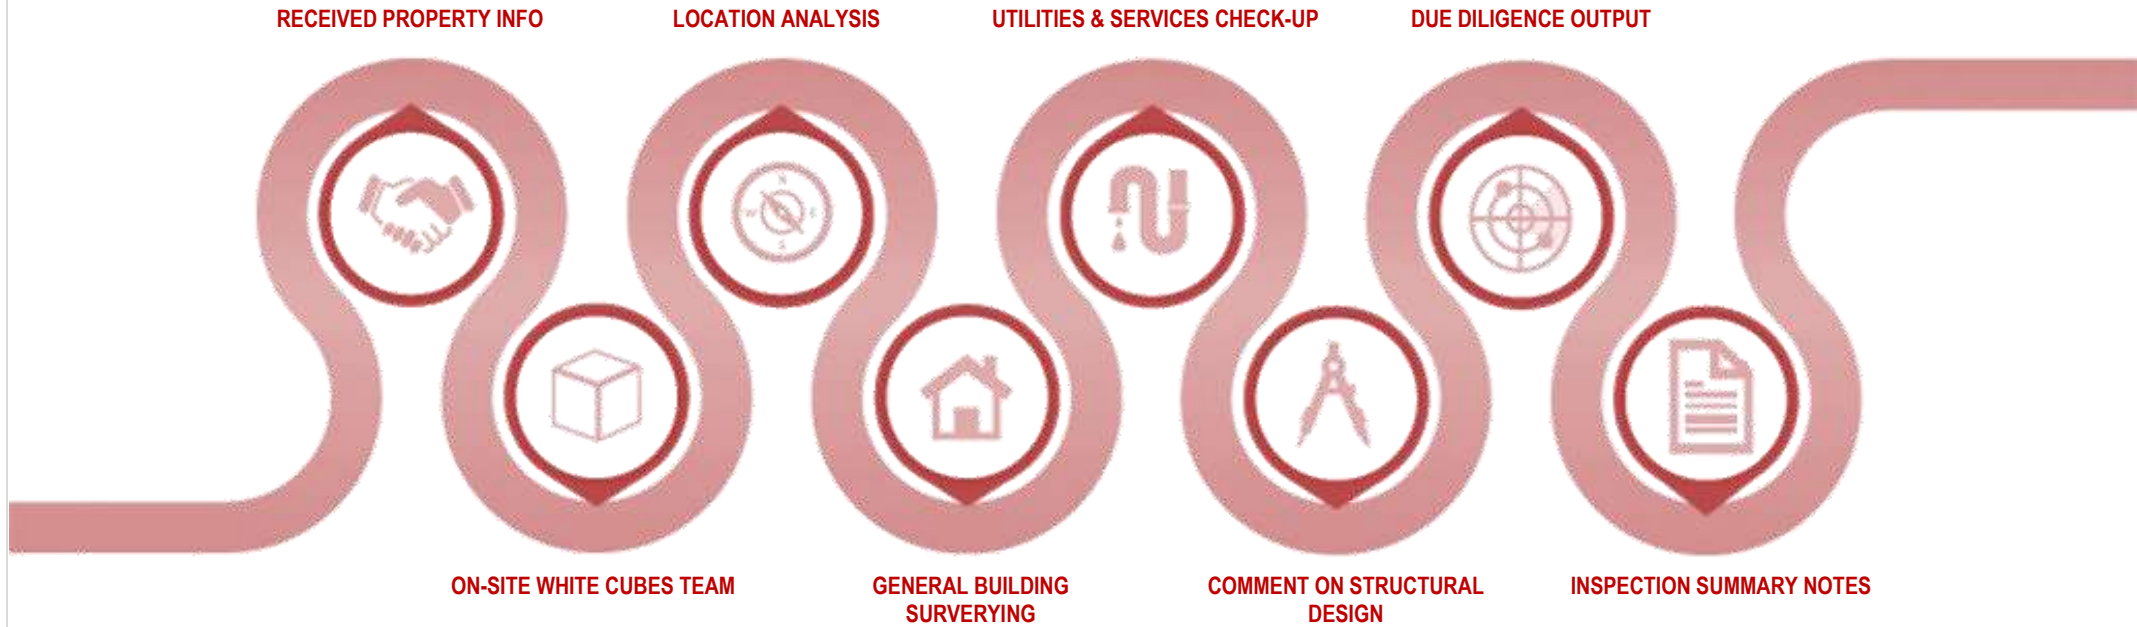 RECEIVED PROPERTY INFO
LOCATION ANALYSIS
UTILITIES & SERVICES CHECK-UP
DUE DILIGENCE OUTPUT
N
W E
S
ON-SITE WHITE CUBES TEAM
GENERAL BUILDING
SURVERYING
COMMENT ON STRUCTURAL
DESIGN
INSPECTION SUMMARY NOTES